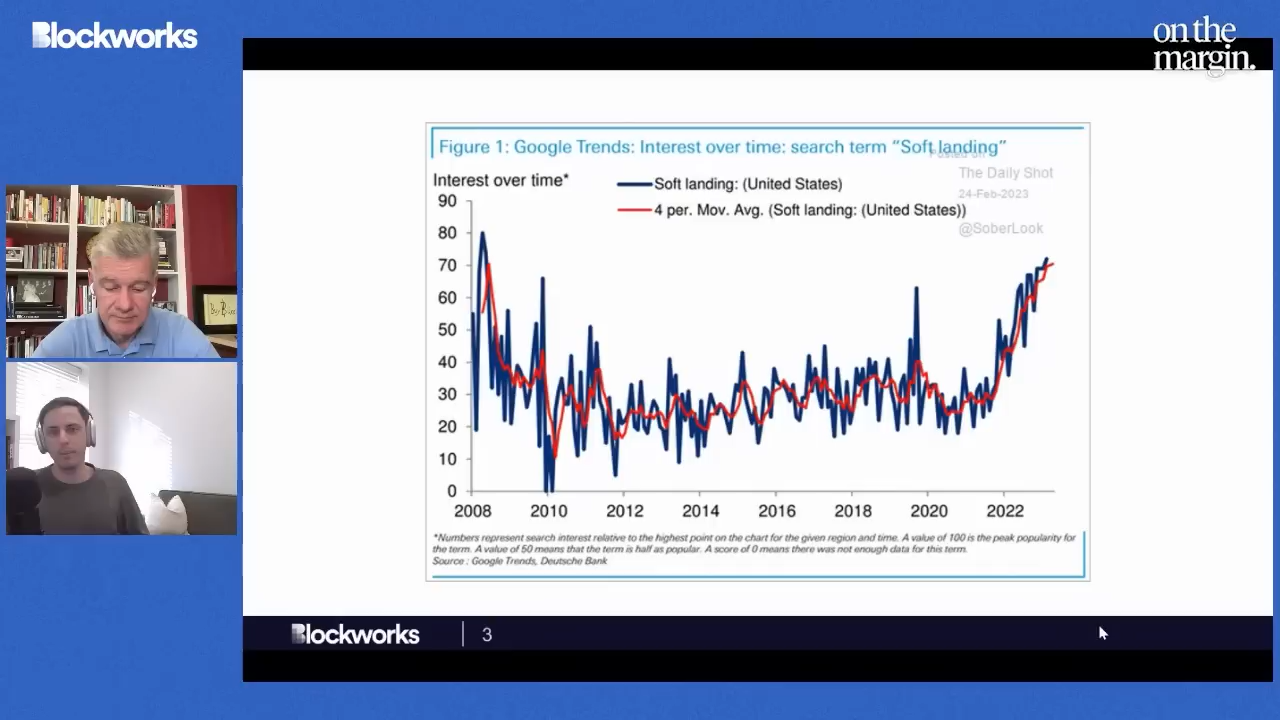 Blockworks
on the
margin.
Figure 1: Google Trends: Interest over time: search term “Soft landing”
Posted on
The Daily Shot
24-Feb-2023
@SoberLook
Interest over time*
Soft landing: (United States)
4 per. Mov. Avg. (Soft landing: (United States))
90
80
70
60
50
40
30
20
10
0
2008 2010 2012 2014 2016 2018 2020 2022
*Numbers represent search interest relative to the highest point on the chart for the given region and time. A value of 100 is the peak popularity for
the term. A value of 50 means that the term is half as popular. A score of 0 means there was not enough data for this term.
Source : Google Trends, Deutsche Bank
Blockworks
3